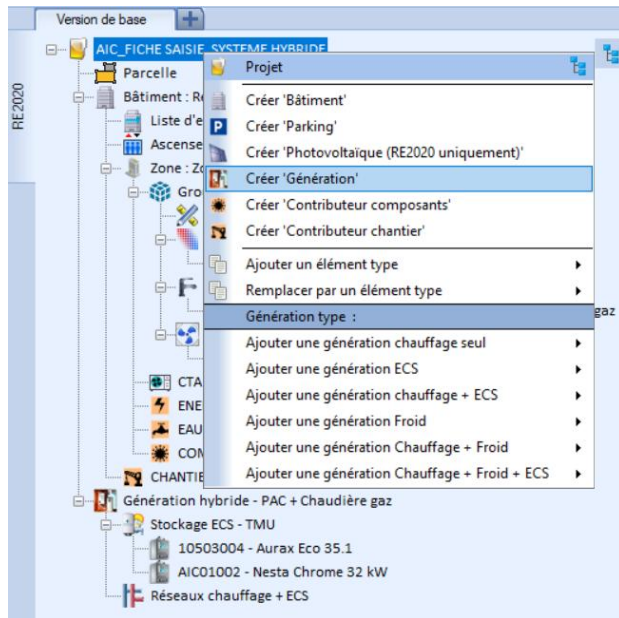 Version de base
RE2020
AIC_FICHE SAISIE_SYSTEME HYBRIDE
Parcelle
Bâtiment : R
Liste d'e
Ascense
Zone : Zo
Gro
CTA
ENE
EAU
CON
CHANTIE
Projet
Créer 'Bâtiment'
Créer 'Parking'
Créer 'Photovoltaïque (RE2020 uniquement)'
Créer 'Génération'
Créer 'Contributeur composants'
Créer 'Contributeur chantier'
Ajouter un élément type
Remplacer par un élément type
Génération type :
Ajouter une génération chauffage seul
Ajouter une génération ECS
Ajouter une génération chauffage + ECS
Ajouter une génération Froid
Ajouter une génération Chauffage + Froid
Ajouter une génération Chauffage + Froid + ECS
gaz
Génération hybride - PAC + Chaudière gaz
Stockage ECS - TMU
10503004 - Aurax Eco 35.1
AIC01002 - Nesta Chrome 32 kW
Réseaux chauffage + ECS